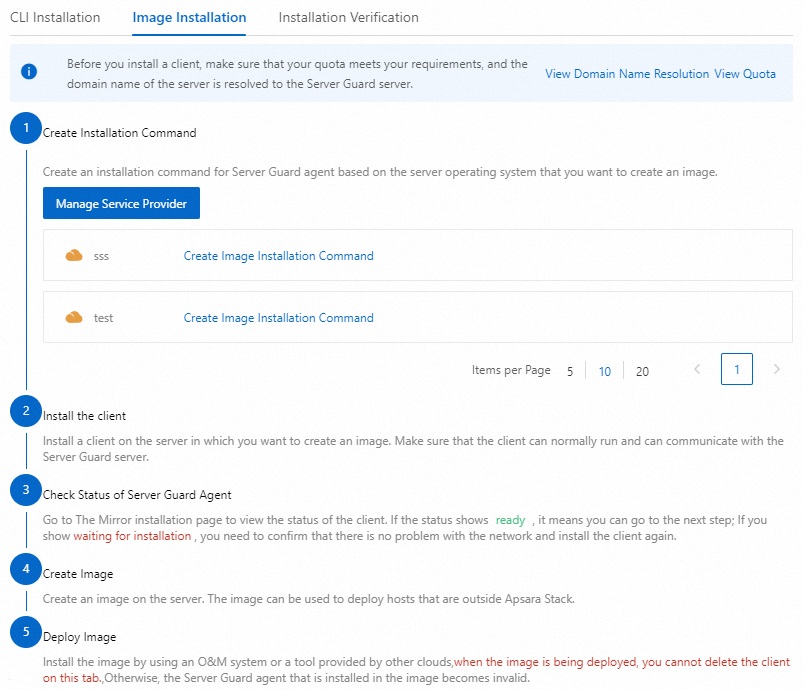 CLI Installation Image Installation Installation Verification
Before you install a client, make sure that your quota meets your requirements, and the
domain name of the server is resolved to the Server Guard server.
View Domain Name Resolution View Quota
1 Create Installation Command
Create an installation command for Server Guard agent based on the server operating system that you want to create an image.
Manage Service Provider
sss Create Image Installation Command
test Create Image Installation Command
Items per Page 5 10 20 1
2 Install the client
Install a client on the server in which you want to create an image. Make sure that the client can normally run and can communicate with the
Server Guard server.
3 Check Status of Server Guard Agent
Go to The Mirror installation page to view the status of the client. If the status shows ready , it means you can go to the next step; If you
show waiting for installation , you need to confirm that there is no problem with the network and install the client again.
4 Create Image
Create an image on the server. The image can be used to deploy hosts that are outside Apsara Stack.
5 Deploy Image
Install the image by using an O&M system or a tool provided by other clouds,when the image is being deployed, you cannot delete the client
on this tab.,Otherwise, the Server Guard agent that is installed in the image becomes invalid.